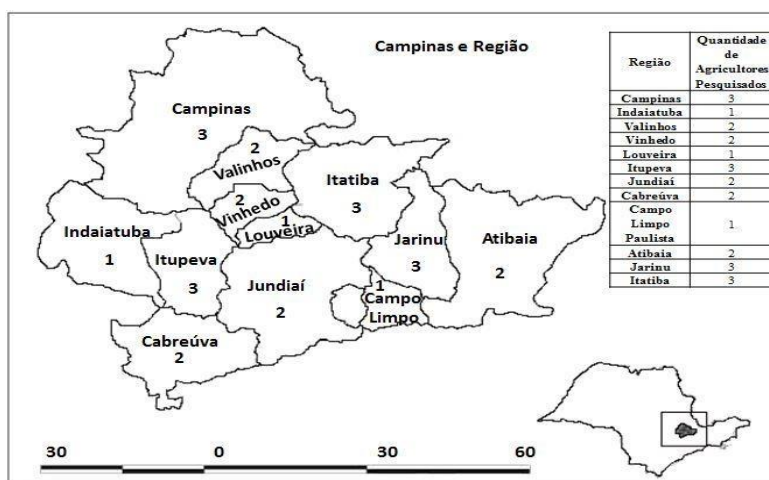 Campinas e Região
Campinas
3
2
Valinhos
Itatiba
3
2
Vinhedo
1
Louveira
Indaiatuba
1
Itupeva
3
Jarinu
3
Atibaia
2
Jundiaí
2
1
Campo
Limpo
Cabreúva
2
30 0 30 60
Região Quantidade
de
Agricultores
Pesquisados
Campinas 3
Indaiatuba 1
Valinhos 2
Vinhedo 2
Louveira 1
Itupeva 3
Jundiaí 2
Cabreúva 2
Campo
Limpo 1
Paulista
Atibaia 2
Jarinu 3
Itatiba 3